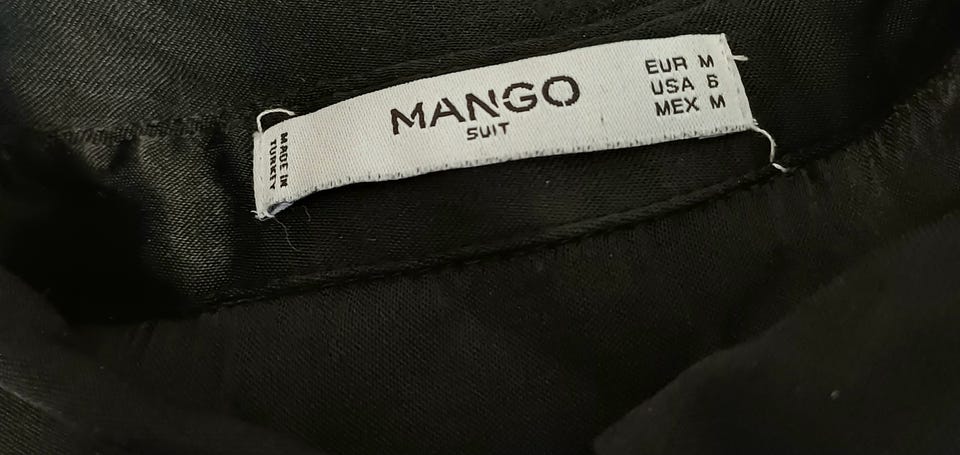 MANGO
SUIT
EUR M
USA 6
MEX M
MADE IN
TURKEY